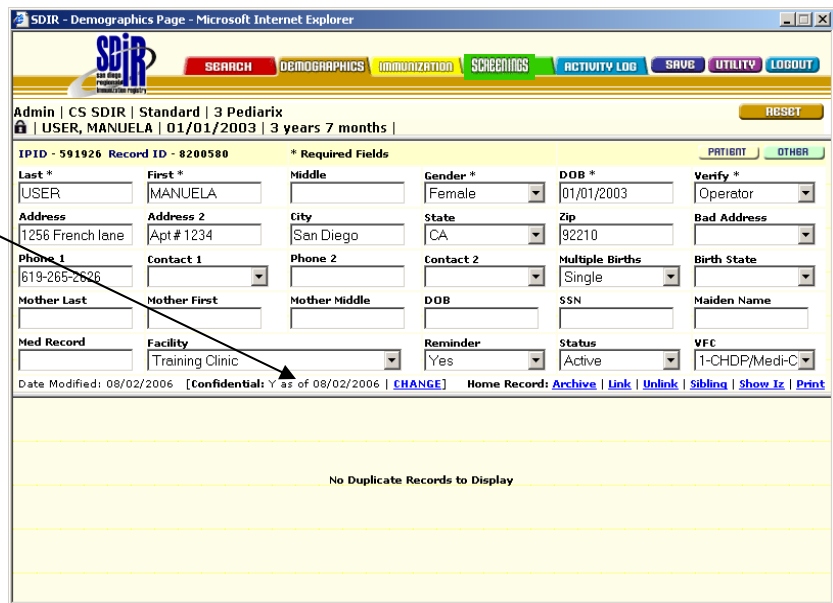 SDIR - Demographics Page - Microsoft Internet Explorer
SDIR
san diego
regional
immunization registry
SEARCH DEMOGRAPHICS IMMUNIZATION SCREENINGS ACTIVITY LOG SAVE UTILITY LOGOUT
Admin | CS SDIR | Standard | 3 Pediarix RESET
| USER, MANUELA | 01/01/2003 | 3 years 7 months |
IPID - 591926 Record ID - 8200580 * Required Fields PATIENT OTHER
Last * First * Middle Gender * DOB * Verify *
USER MANUELA Female 01/01/2003 Operator
Address Address 2 City State Zip Bad Address
1256 French lane Apt # 1234 San Diego CA 92210
Phone 1 Contact 1 Phone 2 Contact 2 Multiple Births Birth State
619-265-2626 Single
Mother Last Mother First Mother Middle DOB SSN Maiden Name
Med Record Facility Reminder Status VFC
Training Clinic Yes Active 1-CHDP/Medi-C
Date Modified: 08/02/2006 [Confidential: Y as of 08/02/2006 | CHANGE] Home Record: Archive | Link | Unlink | Sibling | Show Iz | Print
No Duplicate Records to Display